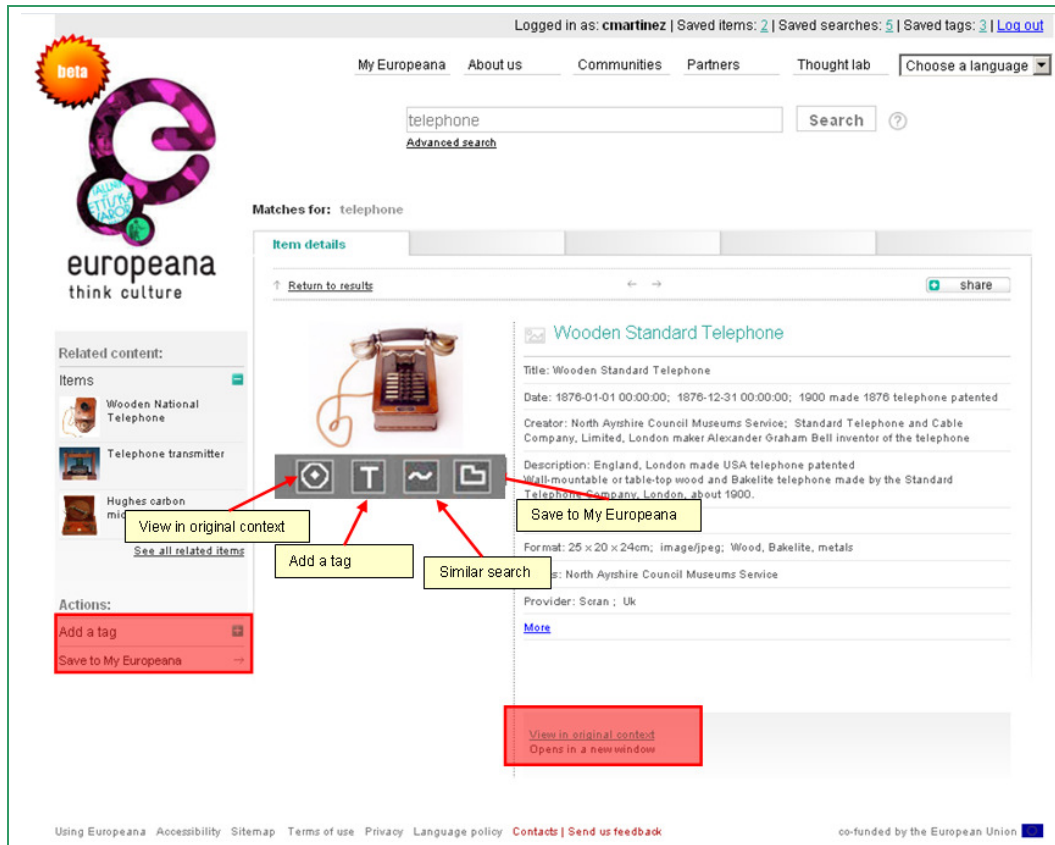 Logged in as: cmartinez | Saved items: 2 | Saved searches: 5 | Saved tags: 3 | Log out
beta
My Europeana About us Communities Partners Thought lab Choose a language
telephone Search ?
Advanced search
europeana
think culture
Matches for: telephone
Item details
↑ Return to results ← → share
Related content:
Items
Wooden National
Telephone
Telephone transmitter
Hughes carbon
See all related items
Actions:
Add a tag
Save to My Europeana →
T
View in original context
Add a tag
Similar search
Save to My Europeana
Wooden Standard Telephone
Title: Wooden Standard Telephone
Date: 1876-01-01 00:00:00; 1876-12-31 00:00:00; 1900 made 1876 telephone patented
Creator: North Ayrshire Council Museums Service; Standard Telephone and Cable
Company, Limited, London maker Alexander Graham Bell inventor of the telephone
Description: England, London made USA telephone patented
Wall-mountable or table-top wood and Bakelite telephone made by the Standard
Telephone Company, London, about 1900.
Format: 25 x 20 x 24cm; image/jpeg; Wood, Bakelite, metals
: North Ayrshire Council Museums Service
Provider: Scran ; Uk
More
View in original context
Opens in a new window
Using Europeana Accessibility Sitemap Terms of use Privacy Language policy Contacts | Send us feedback co-funded by the European Union